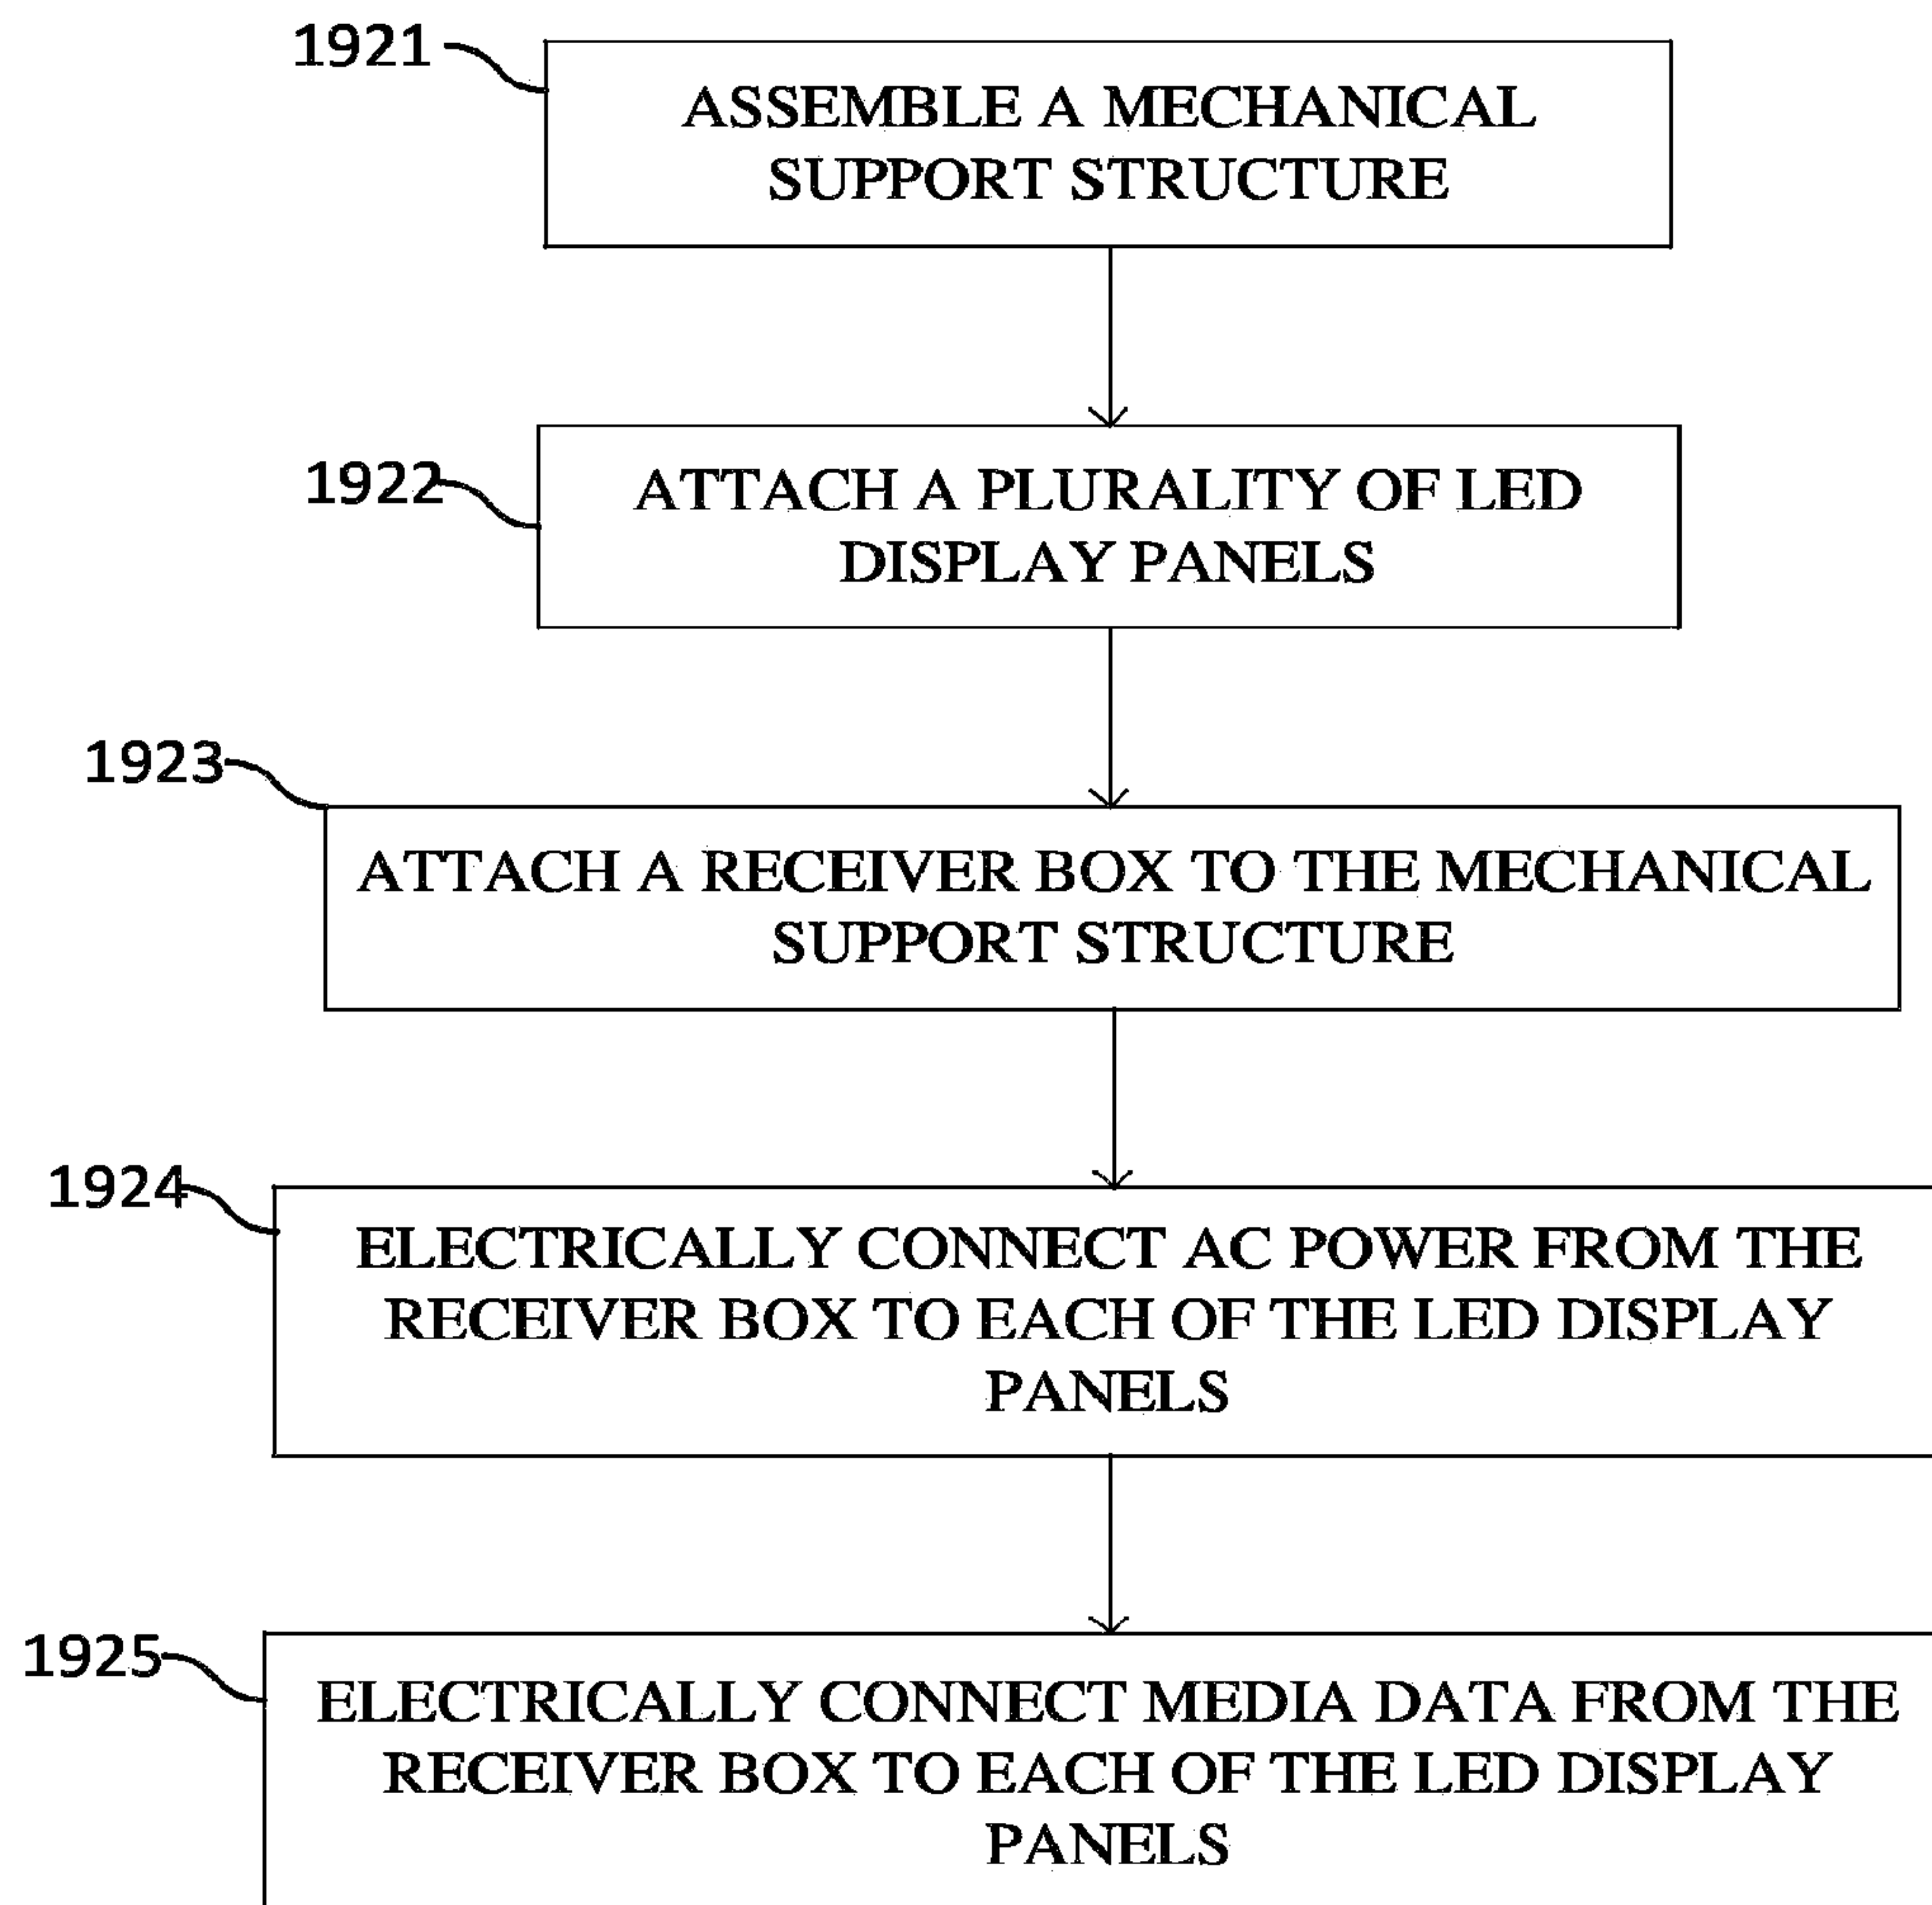 1921
ASSEMBLE A MECHANICAL
SUPPORT STRUCTURE
1922
ATTACH A PLURALITY OF LED
DISPLAY PANELS
1923
ATTACH A RECEIVER BOX TO THE MECHANICAL
SUPPORT STRUCTURE
1924
ELECTRICALLY CONNECT AC POWER FROM THE
RECEIVER BOX TO EACH OF THE LED DISPLAY
PANELS
1925
ELECTRICALLY CONNECT MEDIA DATA FROM THE
RECEIVER BOX TO EACH OF THE LED DISPLAY
PANELS